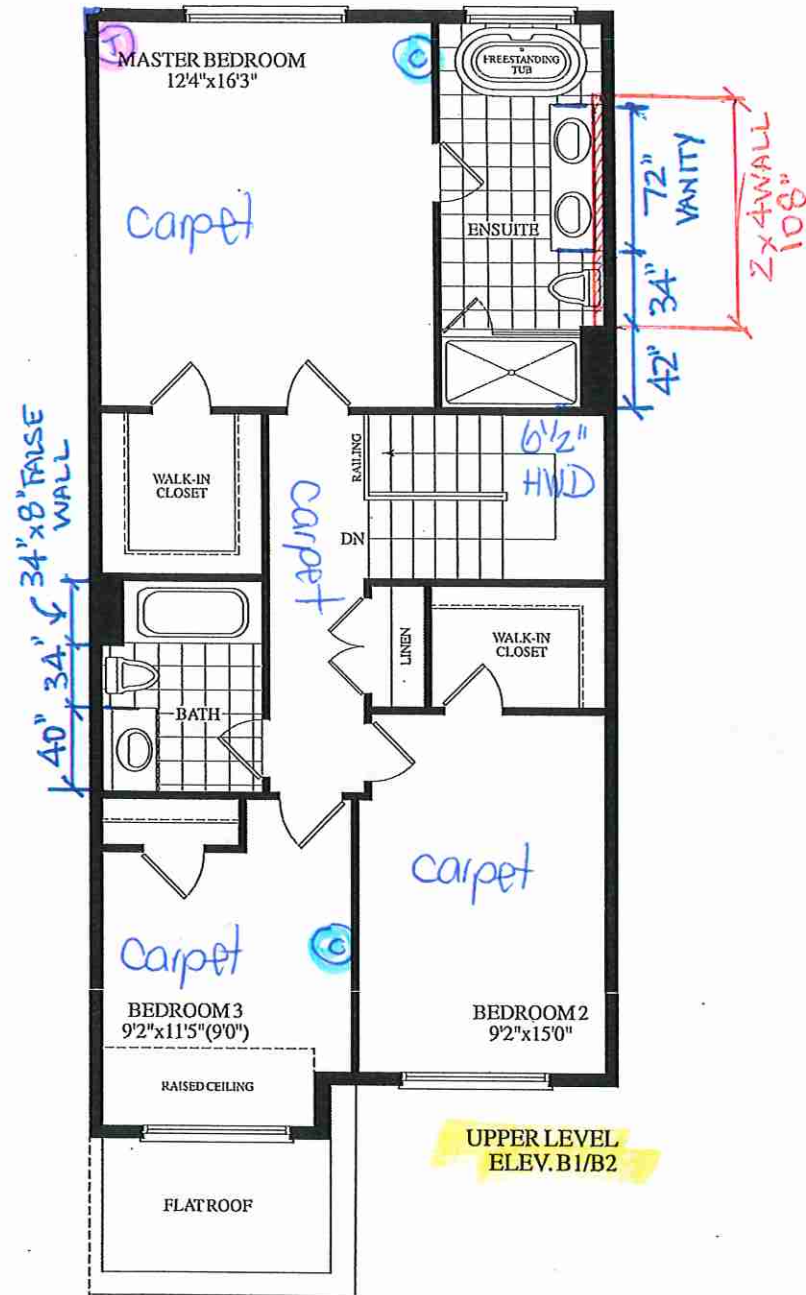 T
MASTER BEDROOM
12'4"x16'3"
C
FREESTANDING
TUB
carpet
ENSUITE
72"
VANITY
34"
42"
2x4 WALL
108"
34"x8" FALSE
WALL
34"
40"
WALK-IN
CLOSET
carpet
RAILING
DN
6 1/2"
HWD
LINEN
WALK-IN
CLOSET
BATH
carpet
carpet
C
BEDROOM 3
9'2"x11'5"(9'0")
BEDROOM 2
9'2"x15'0"
RAISED CEILING
UPPER LEVEL
ELEV. B1/B2
FLAT ROOF